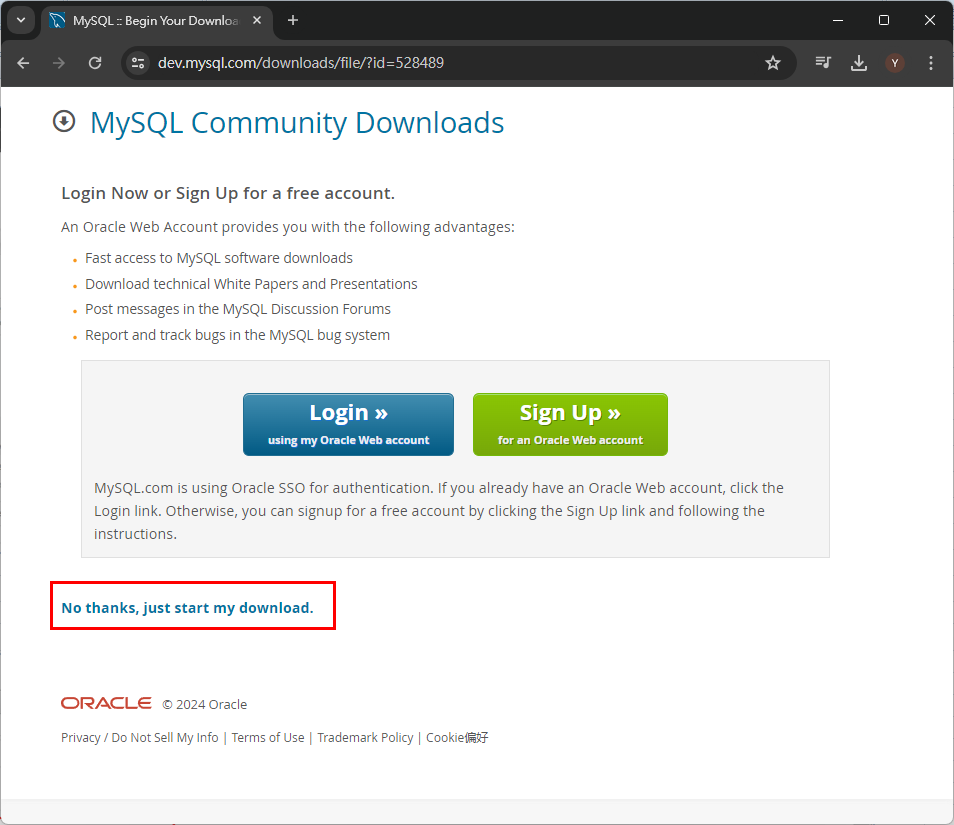 MySQL :: Begin Your Downloa
dev.mysql.com/downloads/file/?id=528489
Y
MySQL Community Downloads
Login Now or Sign Up for a free account.
An Oracle Web Account provides you with the following advantages:
Fast access to MySQL software downloads
Download technical White Papers and Presentations
Post messages in the MySQL Discussion Forums
Report and track bugs in the MySQL bug system
Login »
using my Oracle Web account
Sign Up »
for an Oracle Web account
MySQL.com is using Oracle SSO for authentication. If you already have an Oracle Web account, click the
Login link. Otherwise, you can signup for a free account by clicking the Sign Up link and following the
instructions.
No thanks, just start my download.
ORACLE © 2024 Oracle
Privacy / Do Not Sell My Info | Terms of Use | Trademark Policy | Cookie偏好